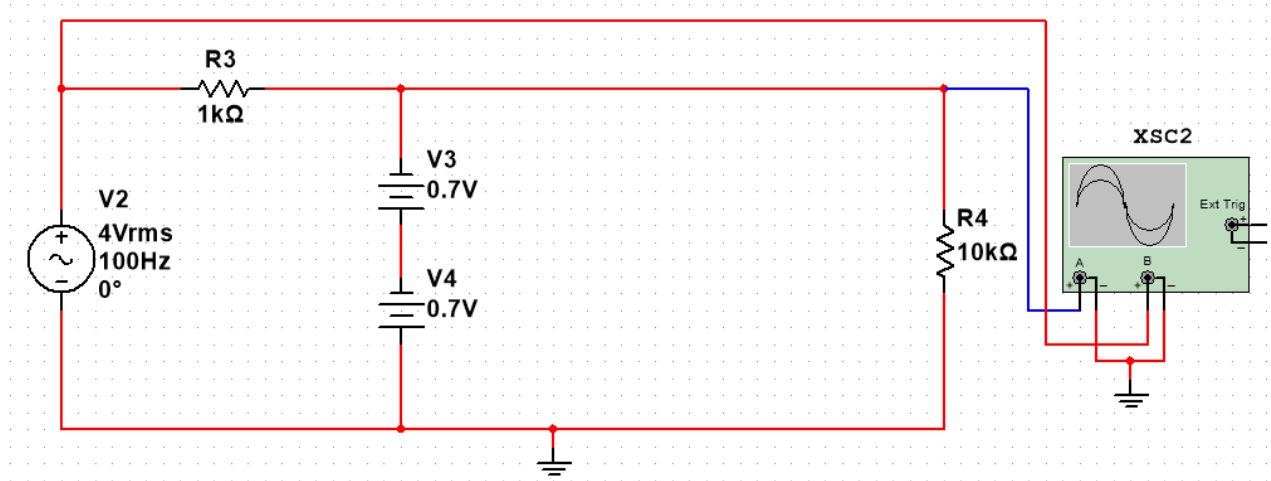 R3
1kΩ
V3
0.7V
V4
0.7V
V2
+
4Vrms
100Hz
0°
−
R4
10kΩ
XSC2
Ext Trig
+
−
A
B
+
−
+
−